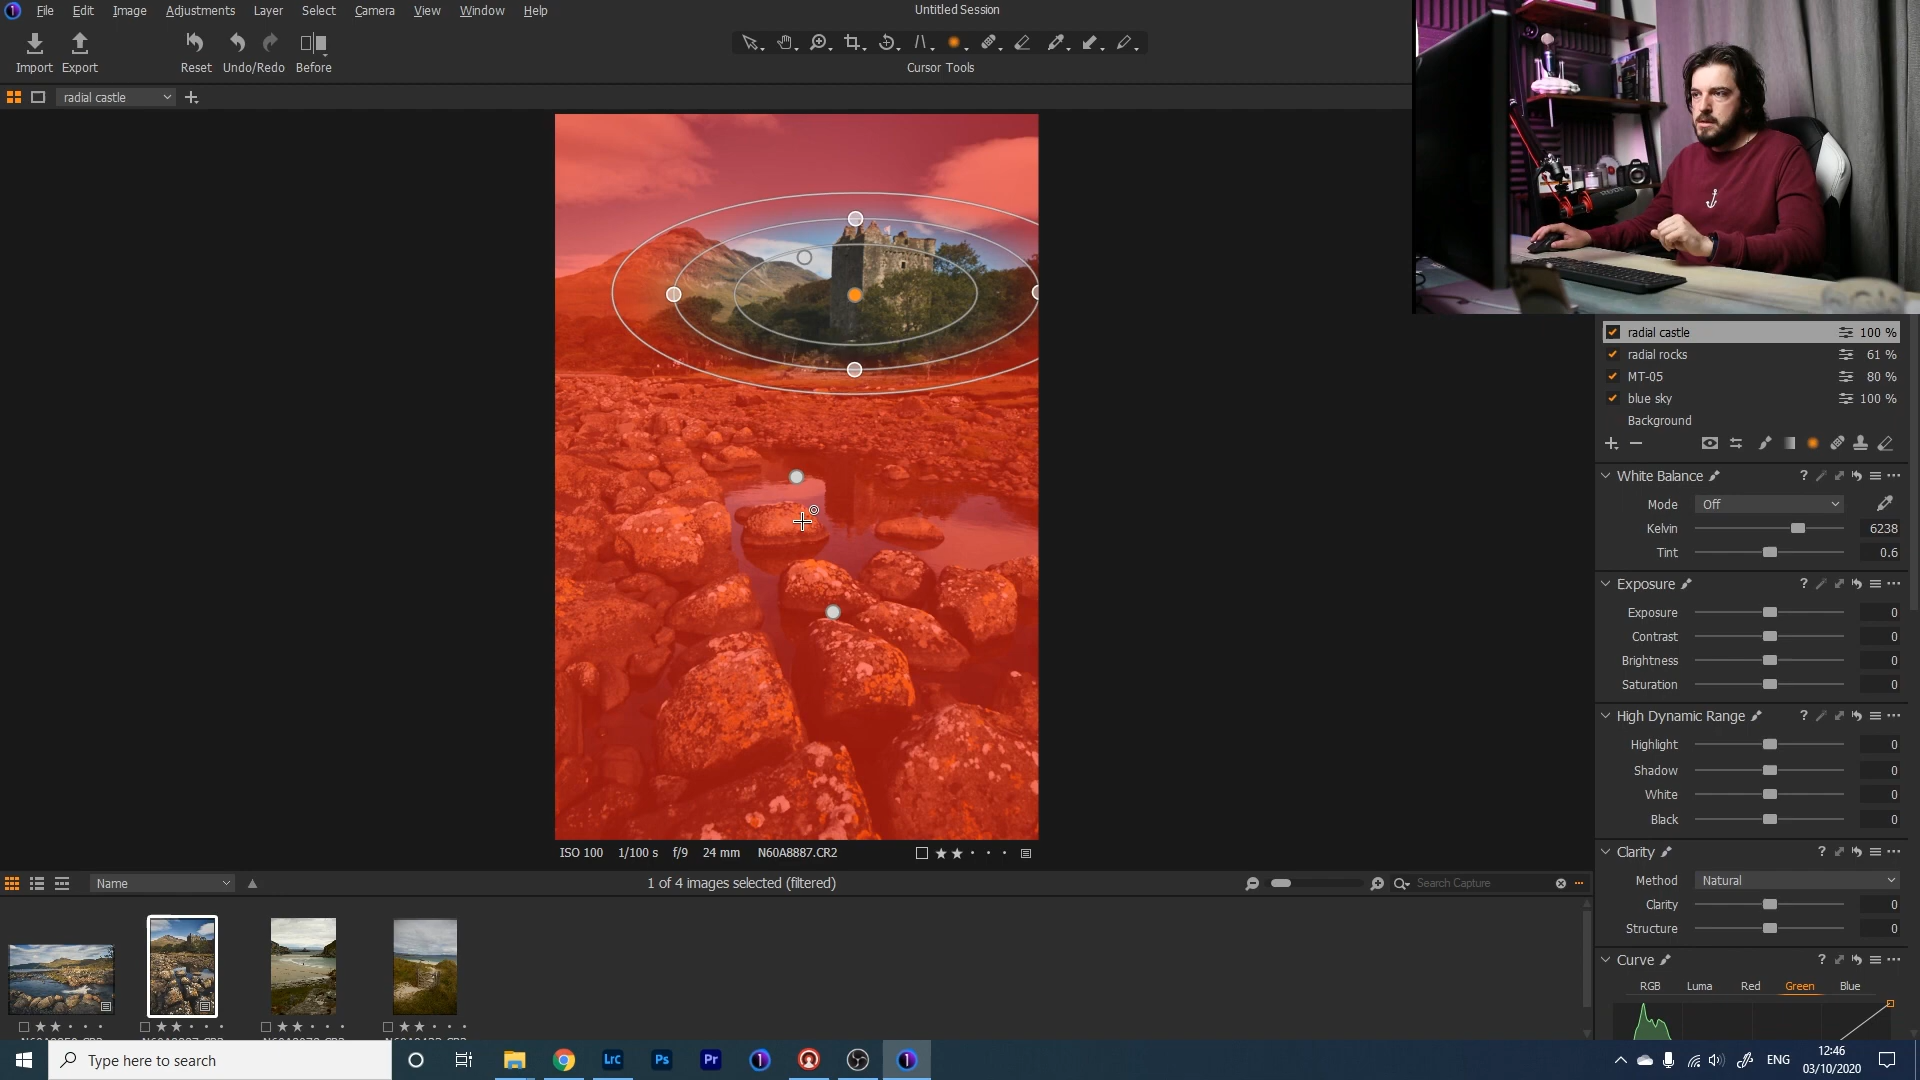 File Edit Image Adjustments Layer Select Camera View Window Help
Untitled Session
Import Export Reset Undo/Redo Before
Cursor Tools
radial castle
radial castle 100 %
radial rocks 61 %
MT-05 80 %
blue sky 100 %
Background
White Balance ?
Mode Off
Kelvin 6238
Tint 0.6
Exposure ?
Exposure 0
Contrast 0
Brightness 0
Saturation 0
High Dynamic Range ?
Highlight 0
Shadow 0
White 0
Black 0
Clarity ?
Method Natural
Clarity 0
Structure 0
Curve ?
RGB Luma Red Green Blue
ISO 100 1/100 s f/9 24 mm N60A8887.CR2
Name
1 of 4 images selected (filtered)
Search Capture
Type here to search
Lrc Ps Pr
ENG
12:46
03/10/2020